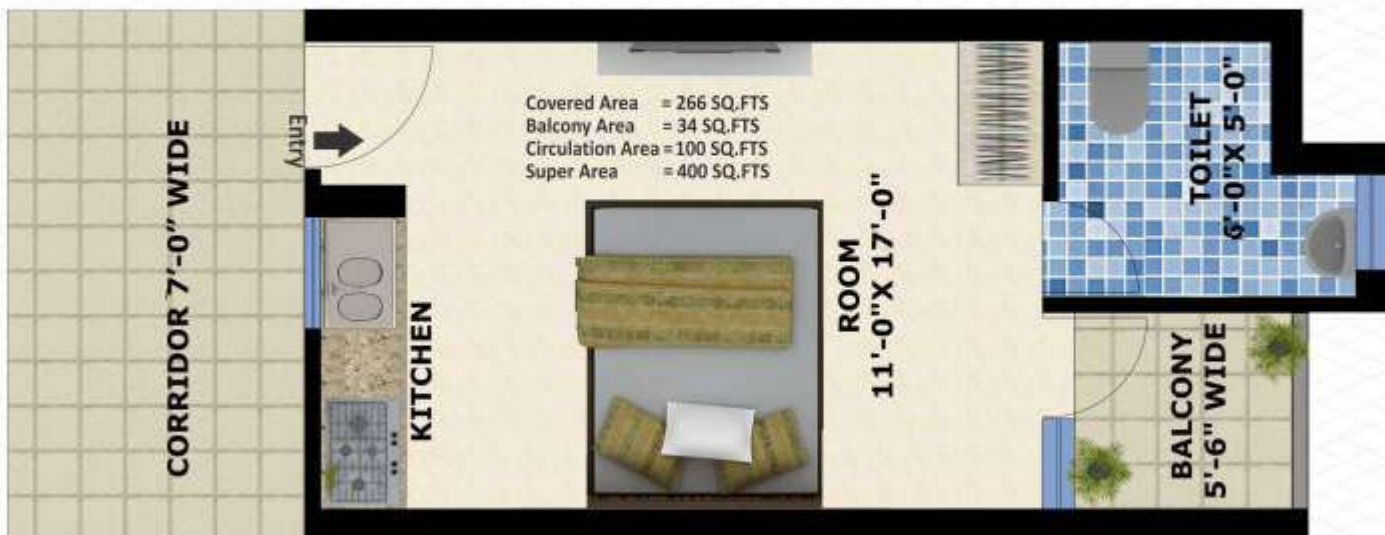 CORRIDOR 7'-0" WIDE
Entry
Covered Area = 266 SQ.FTS
Balcony Area = 34 SQ.FTS
Circulation Area = 100 SQ.FTS
Super Area = 400 SQ.FTS
KITCHEN
ROOM
11'-0"X 17'-0"
TOILET
6'-0"X 5'-0"
BALCONY
5'-6" WIDE